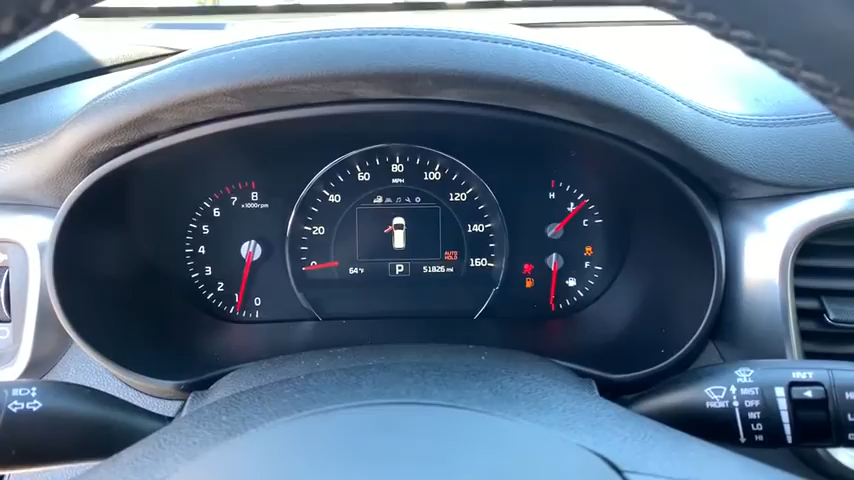 8
7
6
5
4
3
2
1
0
x1000rpm
0
20
40
60
80
100
120
140
160
MPH
64°F
P
51826 mi
AUTO
HOLD
H
C
F
PULL
MIST
OFF
INT
LO
HI
FRONT
INT